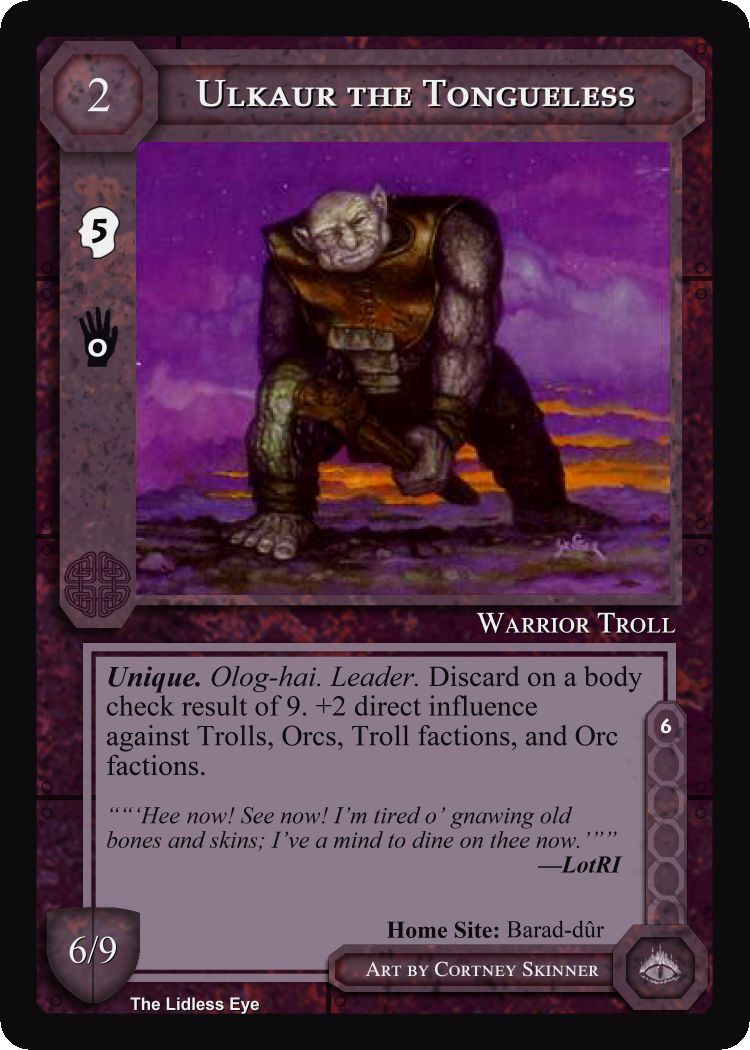 2
Ulkaur the Tongueless
5
0
Warrior Troll
Unique. Olog-hai. Leader. Discard on a body
check result of 9. +2 direct influence
against Trolls, Orcs, Troll factions, and Orc
factions.
6
““‘Hee now! See now! I’m tired o’ gnawing old
bones and skins; I’ve a mind to dine on thee now.’””
—LotRI
Home Site: Barad-dûr
6/9
Art by Cortney Skinner
The Lidless Eye